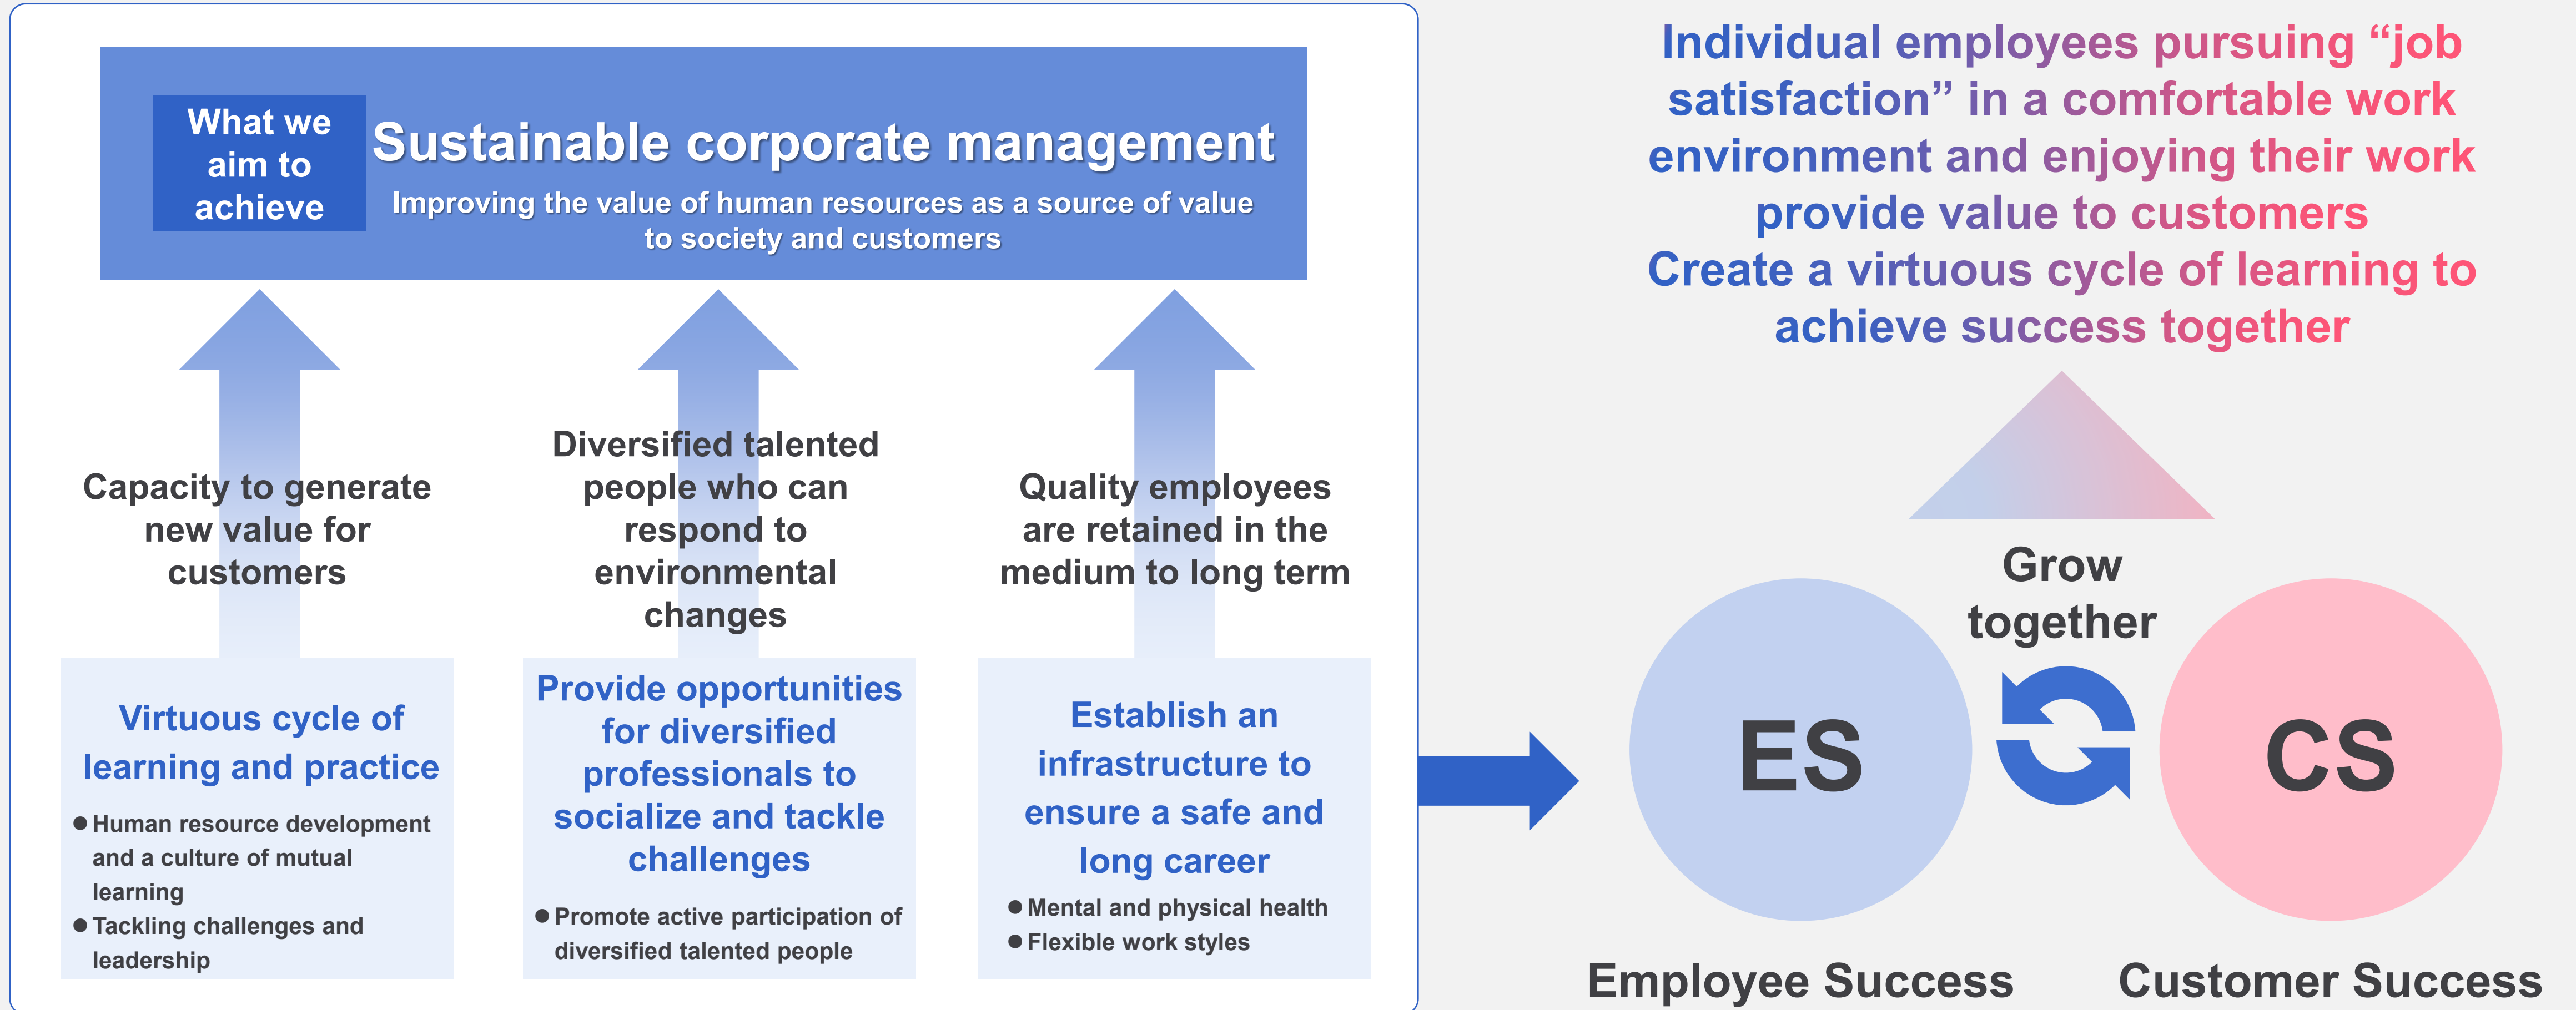 What we
aim to
achieve
Sustainable corporate management
Improving the value of human resources as a source of value
to society and customers
Capacity to generate
new value for
customers
Diversified talented
people who can
respond to
environmental
changes
Quality employees
are retained in the
medium to long term
Virtuous cycle of
learning and practice
● Human resource development
and a culture of mutual
learning
● Tackling challenges and
leadership
Provide opportunities
for diversified
professionals to
socialize and tackle
challenges
● Promote active participation of
diversified talented people
Establish an
infrastructure to
ensure a safe and
long career
● Mental and physical health
● Flexible work styles
Individual employees pursuing “job
satisfaction” in a comfortable work
environment and enjoying their work
provide value to customers
Create a virtuous cycle of learning to
achieve success together
Grow
together
ES
CS
Employee Success
Customer Success